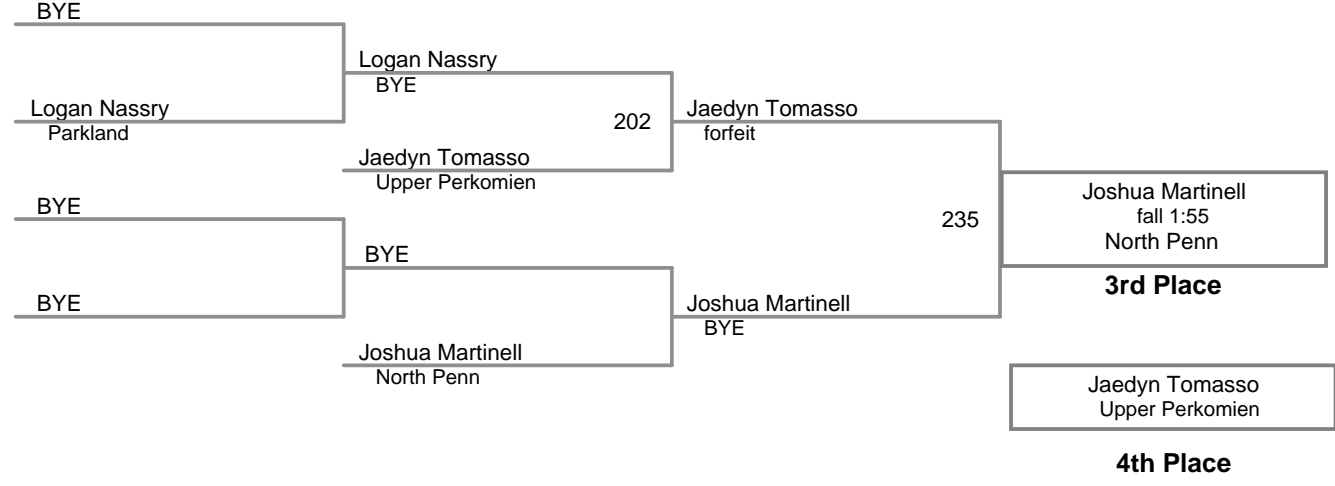 BYE
Logan Nassry
BYE
Logan Nassry
Parkland
202
Jaedyn Tomasso
forfeit
Jaedyn Tomasso
Upper Perkomien
BYE
235
Joshua Martinell
fall 1:55
North Penn
3rd Place
BYE
BYE
Joshua Martinell
BYE
Joshua Martinell
North Penn
Jaedyn Tomasso
Upper Perkomien
4th Place